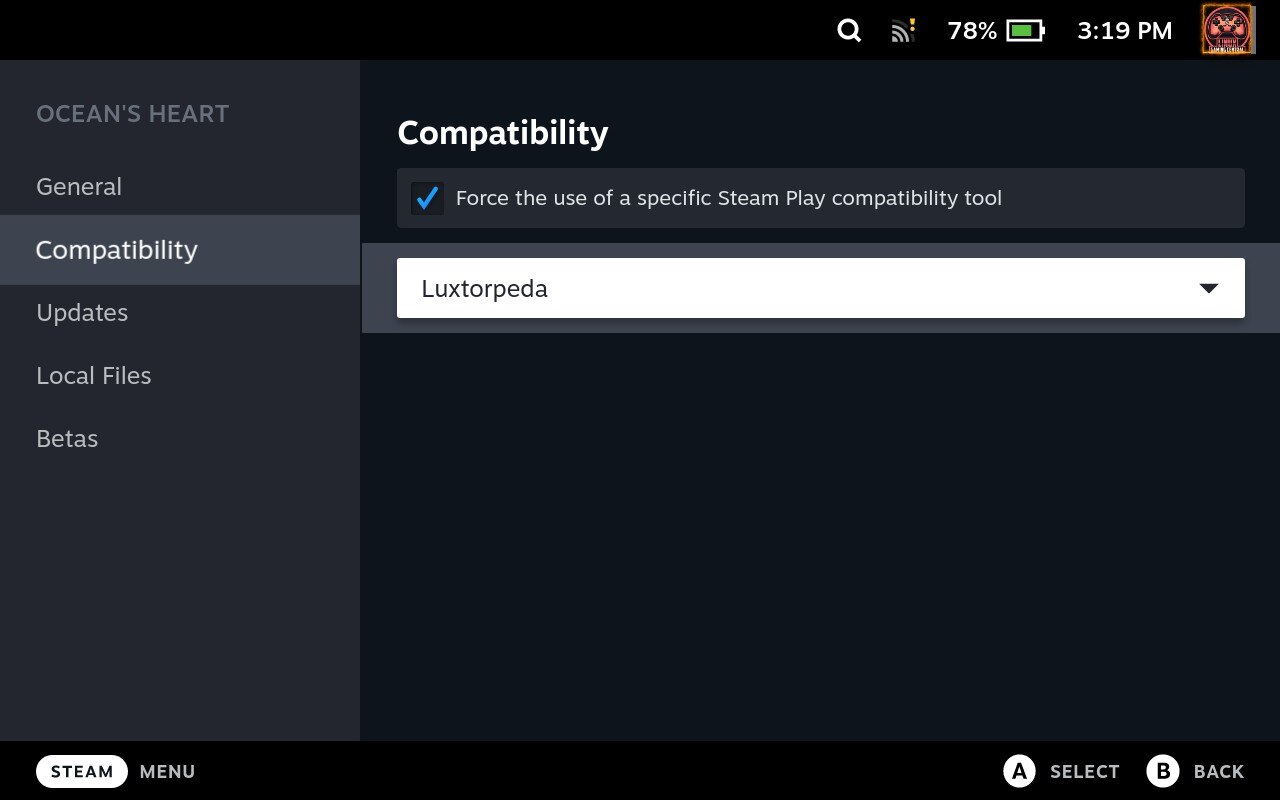 78% 3:19 PM
OCEAN'S HEART
General
Compatibility
Updates
Local Files
Betas
Compatibility
Force the use of a specific Steam Play compatibility tool
Luxtorpeda
STEAM MENU
A SELECT B BACK